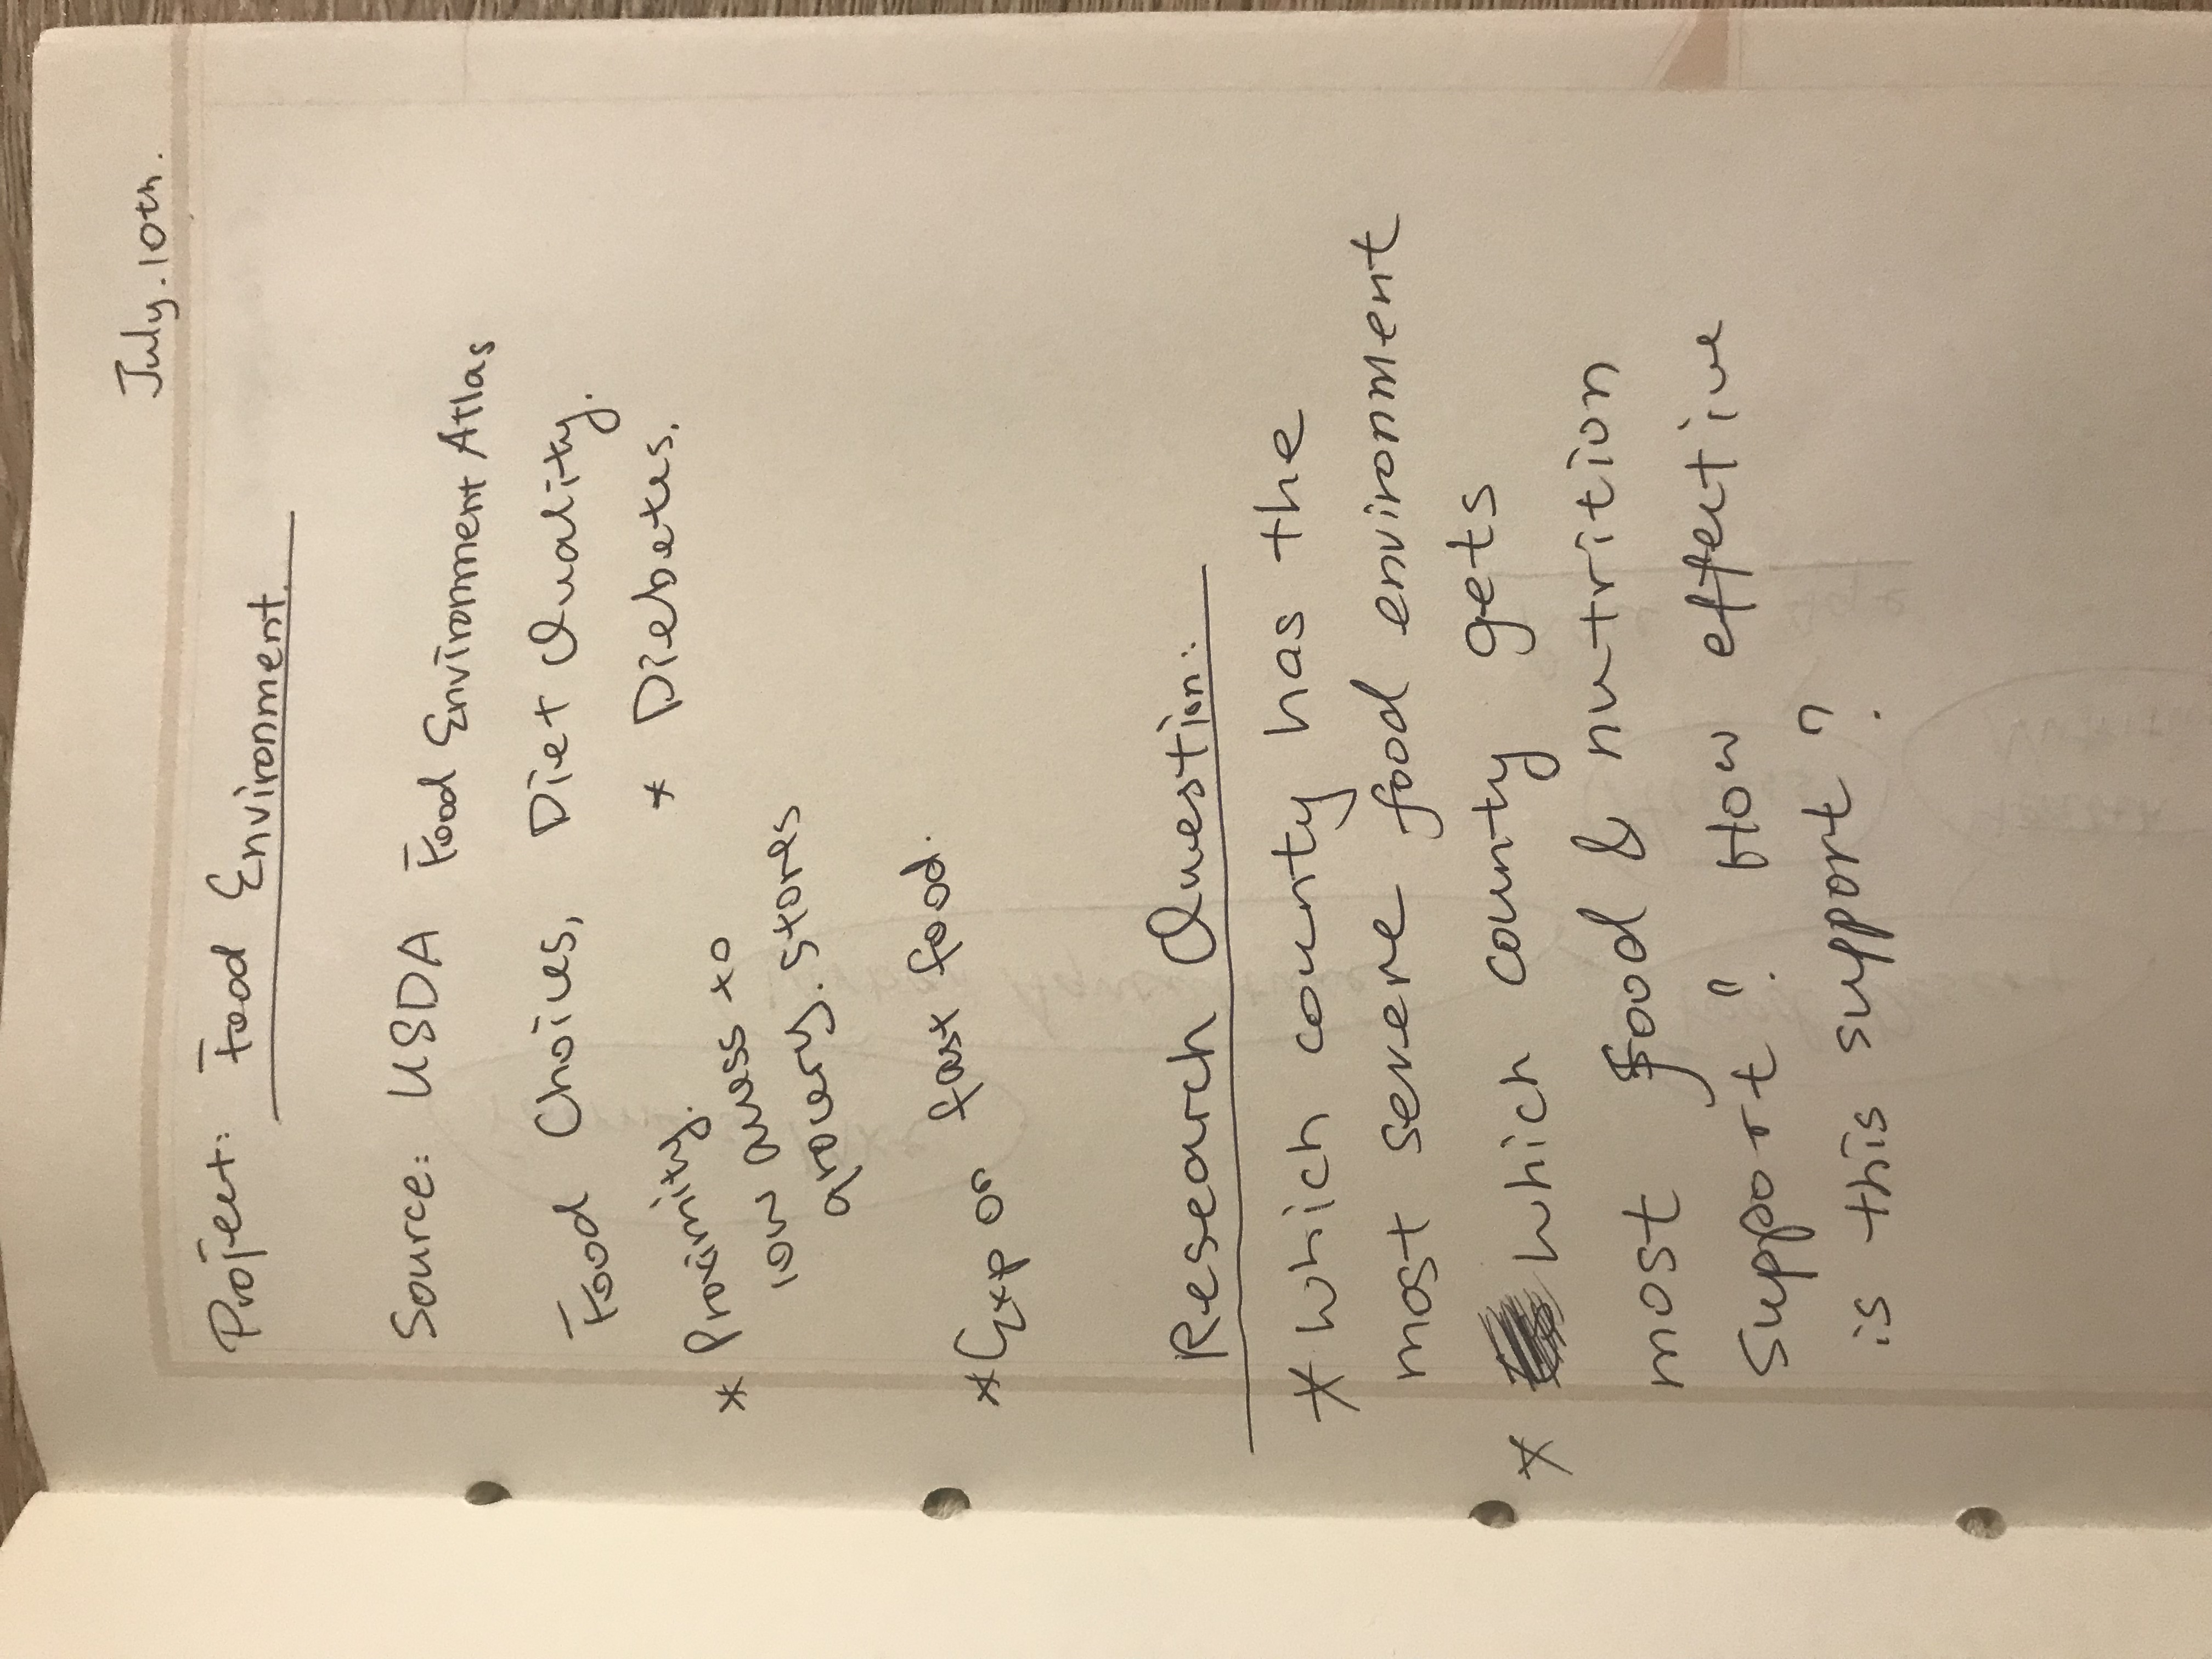 July. 10th.
Project: Food Environment.
Source: USDA Food Environment Atlas
Food Choices, Diet Quality.
* Proximity.
low access to
grocery. stores
* Diebetes.
* Exp on fast food.
Research Question:
* Which county has the
most severe food environment
* Which county gets
most food & nutrition
support? How effective
is this support?